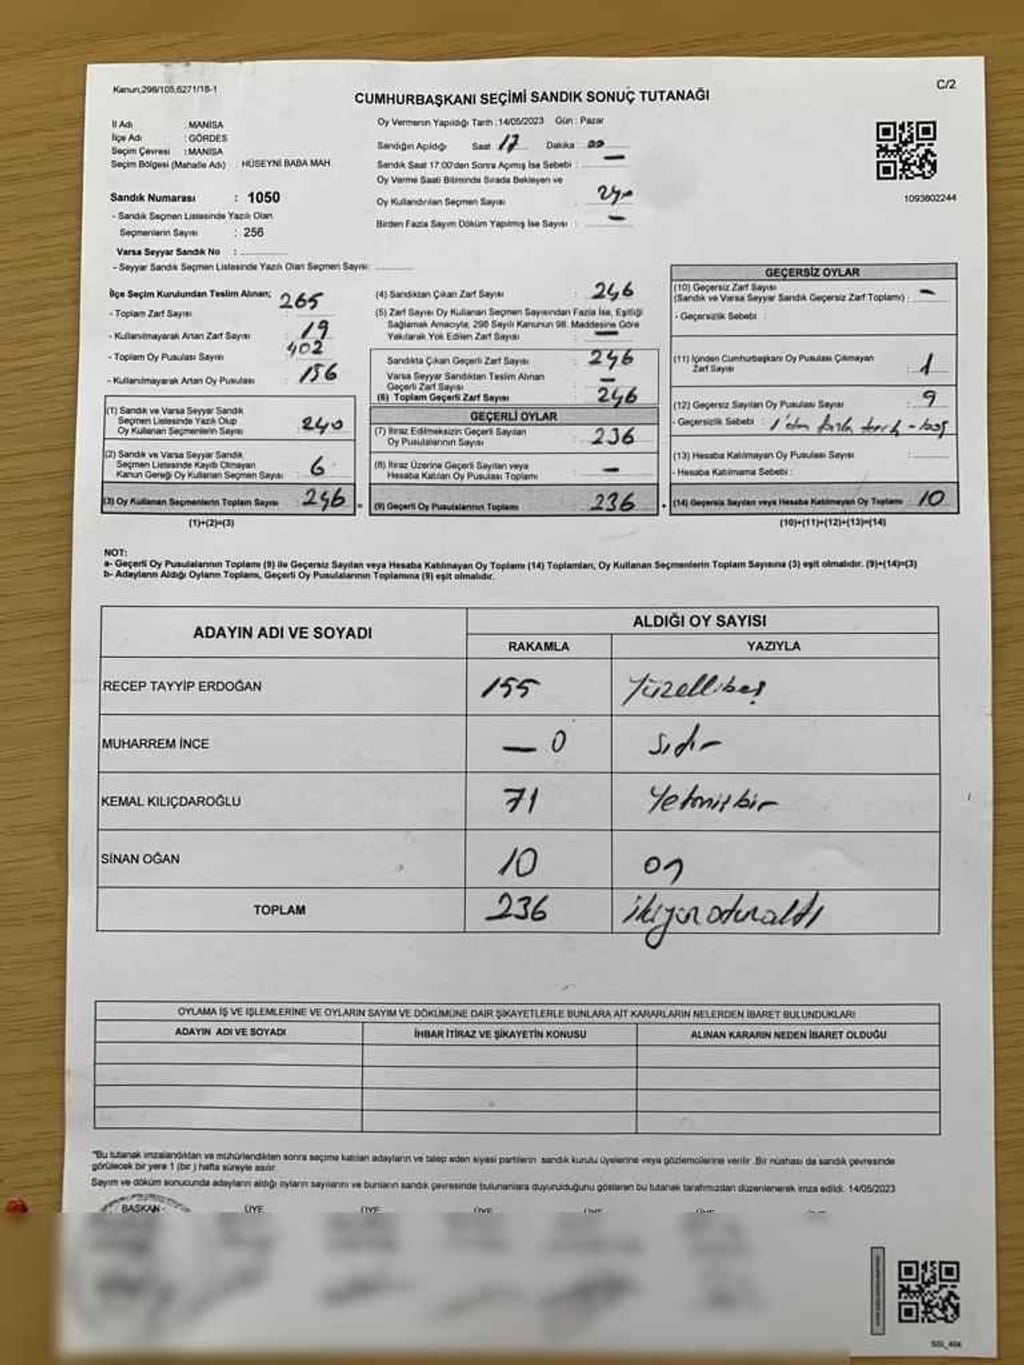 Kanun;298/105,6271/18-1
C/2
CUMHURBAŞKANI SEÇİMİ SANDIK SONUÇ TUTANAĞI
İl Adı : MANİSA
İlçe Adı : GÖRDES
Seçim Çevresi : MANİSA
Seçim Bölgesi (Mahalle Adı) : HÜSEYNİ BABA MAH
Sandık Numarası : 1050
- Sandık Seçmen Listesinde Yazılı Olan
Seçmenlerin Sayısı : 256
Varsa Seyyar Sandık No :
- Seyyar Sandık Seçmen Listesinde Yazılı Olan Seçmen Sayısı:
Oy Vermenin Yapıldığı Tarih :14/05/2023 Gün : Pazar
Sandığın Açıldığı Saat 17 Dakika : 00
Sandık Saat 17:00'den Sonra Açılmış İse Sebebi : —
Oy Verme Saati Bitiminde Sırada Bekleyen ve
Oy Kullandırılan Seçmen Sayısı
Birden Fazla Sayım Döküm Yapılmış İse Sayısı : —
1093802244
İlçe Seçim Kurulundan Teslim Alınan;
- Toplam Zarf Sayısı : 265
- Kullanılmayarak Artan Zarf Sayısı : 19
- Toplam Oy Pusulası Sayısı : 402
- Kullanılmayarak Artan Oy Pusulası : 156
(1) Sandık ve Varsa Seyyar Sandık
Seçmen Listesinde Yazılı Olup
Oy Kullanan Seçmenlerin Sayısı : 240
(2) Sandık ve Varsa Seyyar Sandık
Seçmen Listesinde Kaydı Olmayan
Kanun Gereği Oy Kullanan Seçmen Sayısı : 6
(3) Oy Kullanan Seçmenlerin Toplam Sayısı : 246
(1)+(2)=(3)
(4) Sandıktan Çıkan Zarf Sayısı : 246
(5) Zarf Sayısı Oy Kullanan Seçmen Sayısından Fazla İse, Eşitliği
Sağlamak Amacıyla, 298 Sayılı Kanunun 98. Maddesine Göre
Yakılarak Yok Edilen Zarf Sayısı : —
Sandıkta Çıkan Geçerli Zarf Sayısı : 246
Varsa Seyyar Sandıktan Teslim Alınan
Geçerli Zarf Sayısı : —
(6) Toplam Geçerli Zarf Sayısı : 246
GEÇERLİ OYLAR
(7) İtiraz Edilmeksizin Geçerli Sayılan
Oy Pusulalarının Sayısı : 236
(8) İtiraz Üzerine Geçerli Sayılan veya
Hesaba Katılan Oy Pusulası Toplamı : —
(9) Geçerli Oy Pusulalarının Toplamı : 236
GEÇERSİZ OYLAR
(10) Geçersiz Zarf Sayısı
(Sandık ve Varsa Seyyar Sandık Geçersiz Zarf Toplamı) : —
- Geçersizlik Sebebi :
(11) İçinden Cumhurbaşkanı Oy Pusulası Çıkmayan
Zarf Sayısı : 1
(12) Geçersiz Sayılan Oy Pusulası Sayısı : 9
- Geçersizlik Sebebi : 1'den fazla
(13) Hesaba Katılmayan Oy Pusulası Sayısı :
- Hesaba Katılmama Sebebi :
(14) Geçersiz Sayılan veya Hesaba Katılmayan Oy Toplamı : 10
(10)+(11)+(12)+(13)=(14)
NOT:
a- Geçerli Oy Pusulalarının Toplamı (9) ile Geçersiz Sayılan veya Hesaba Katılmayan Oy Toplamı (14) Toplamları, Oy Kullanan Seçmenlerin Toplam Sayısına (3) eşit olmalıdır. (9)+(14)=(3)
b- Adayların Aldığı Oyların Toplamı, Geçerli Oy Pusulalarının Toplamına (9) eşit olmalıdır.
ADAYIN ADI VE SOYADI ALDIĞI OY SAYISI
RAKAMLA YAZIYLA
RECEP TAYYİP ERDOĞAN 155 Yüzellibeş
MUHARREM İNCE — 0 Sıfır
KEMAL KILIÇDAROĞLU 71 Yetmişbir
SİNAN OĞAN 10 on
TOPLAM 236 ikiyüzotuzaltı
OYLAMA İŞ VE İŞLEMLERİNE VE OYLARIN SAYIM VE DÖKÜMÜNE DAİR ŞİKAYETLERLE BUNLARA AİT KARARLARIN NELERDEN İBARET BULUNDUKLARI
ADAYIN ADI VE SOYADI İHBAR İTİRAZ VE ŞİKAYETİN KONUSU ALINAN KARARIN NEDEN İBARET OLDUĞU
"Bu tutanak imzalandıktan ve mühürlendikten sonra seçime katılan adayların ve talep eden siyasi partilerin sandık kurulu üyelerine veya gözlemcilerine verilir. Bir nüshası da sandık çevresinde
görülecek bir yere 1 (bir) hafta süreyle asılır.
Sayım ve döküm sonucunda adayların aldığı oyların sayılarını ve bunların sandık çevresinde bulunanlara duyurulduğunu gösteren bu tutanak tarafımızdan düzenlenerek imza edildi. 14/05/2023
BAŞKAN ÜYE ÜYE ÜYE ÜYE ÜYE